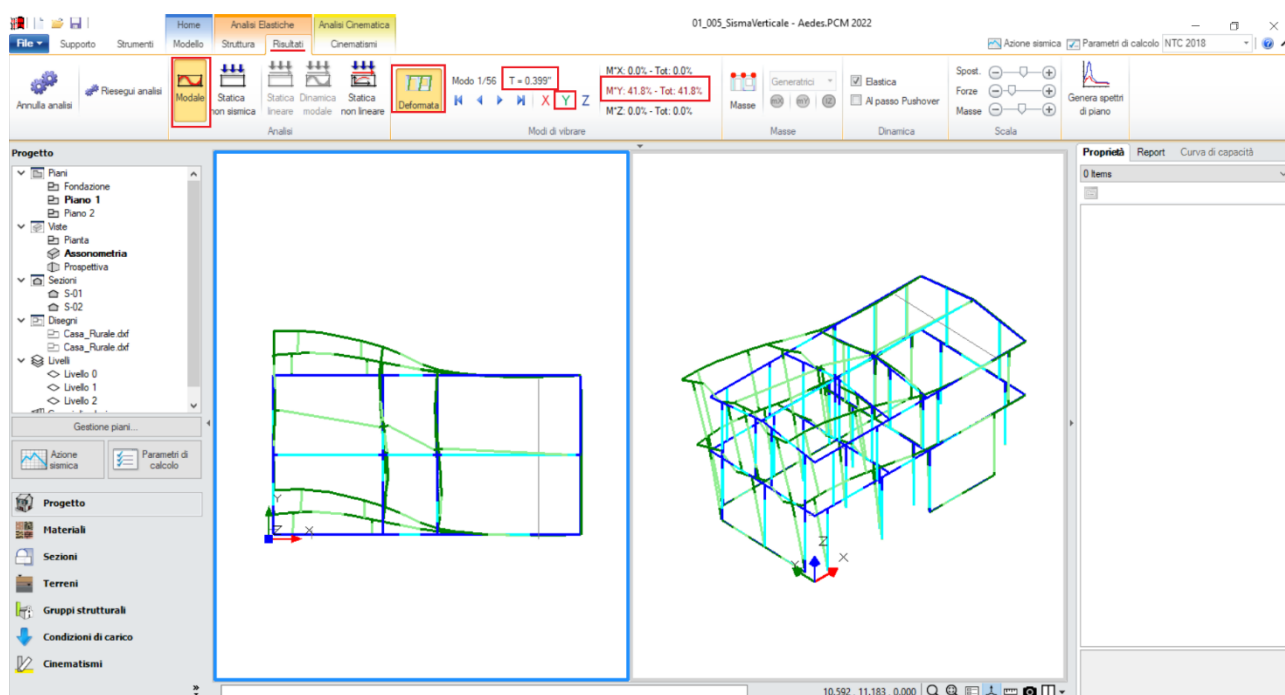 01_005_SismaVerticale - Aedes.PCM 2022
Home
Analisi Elastiche
Analisi Cinematica
File
Supporto
Strumenti
Modello
Struttura
Risultati
Cinematismi
Azione sismica
Parametri di calcolo
NTC 2018
Annulla analisi
Riesegui analisi
Modale
Statica non sismica
Statica lineare
Dinamica modale
Statica non lineare
Analisi
Deformata
Modo 1/56
T = 0.399"
X
Y
Z
M*X: 0.0% - Tot: 0.0%
M*Y: 41.8% - Tot: 41.8%
M*Z: 0.0% - Tot: 0.0%
Modi di vibrare
Masse
Generatrici
Masse
Elastica
Al passo Pushover
Dinamica
Spost.
Forze
Masse
Scala
Genera spettri
di piano
Progetto
Piani
Fondazione
Piano 1
Piano 2
Viste
Pianta
Assonometria
Prospettiva
Sezioni
S-01
S-02
Disegni
Casa_Rurale.dxf
Casa_Rurale.dxf
Livelli
Livello 0
Livello 1
Livello 2
Gestione piani...
Azione sismica
Parametri di calcolo
Progetto
Materiali
Sezioni
Terreni
Gruppi strutturali
Condizioni di carico
Cinematismi
Y
Z
X
Z
X
Proprietà
Report
Curva di capacità
0 Items
10.592 , 11.183 , 0.000